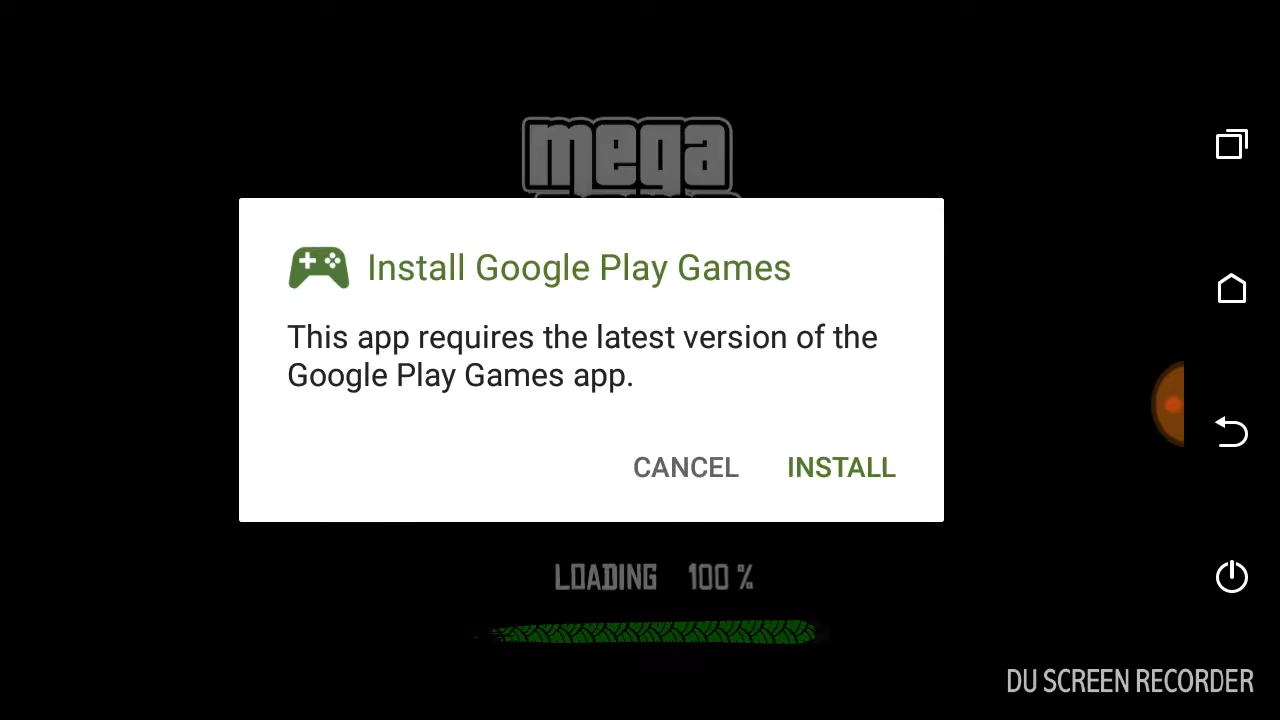 mega
Install Google Play Games
This app requires the latest version of the
Google Play Games app.
CANCEL INSTALL
LOADING 100 %
DU SCREEN RECORDER